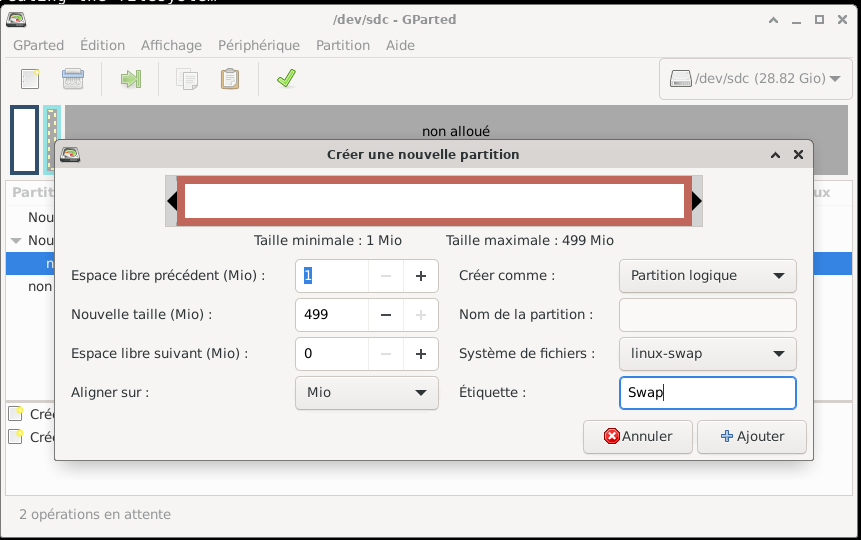 /dev/sdc - GParted
GParted Édition Affichage Périphérique Partition Aide
/dev/sdc (28.82 Gio)
non alloué
Créer une nouvelle partition
Partit
Taille minimale : 1 Mio Taille maximale : 499 Mio
Nou
Nou
non
Espace libre précédent (Mio) : 1 Créer comme : Partition logique
Nouvelle taille (Mio) : 499 Nom de la partition :
Espace libre suivant (Mio) : 0 Système de fichiers : linux-swap
Aligner sur : Mio Étiquette : Swap
Cré
Cré
Annuler Ajouter
2 opérations en attente